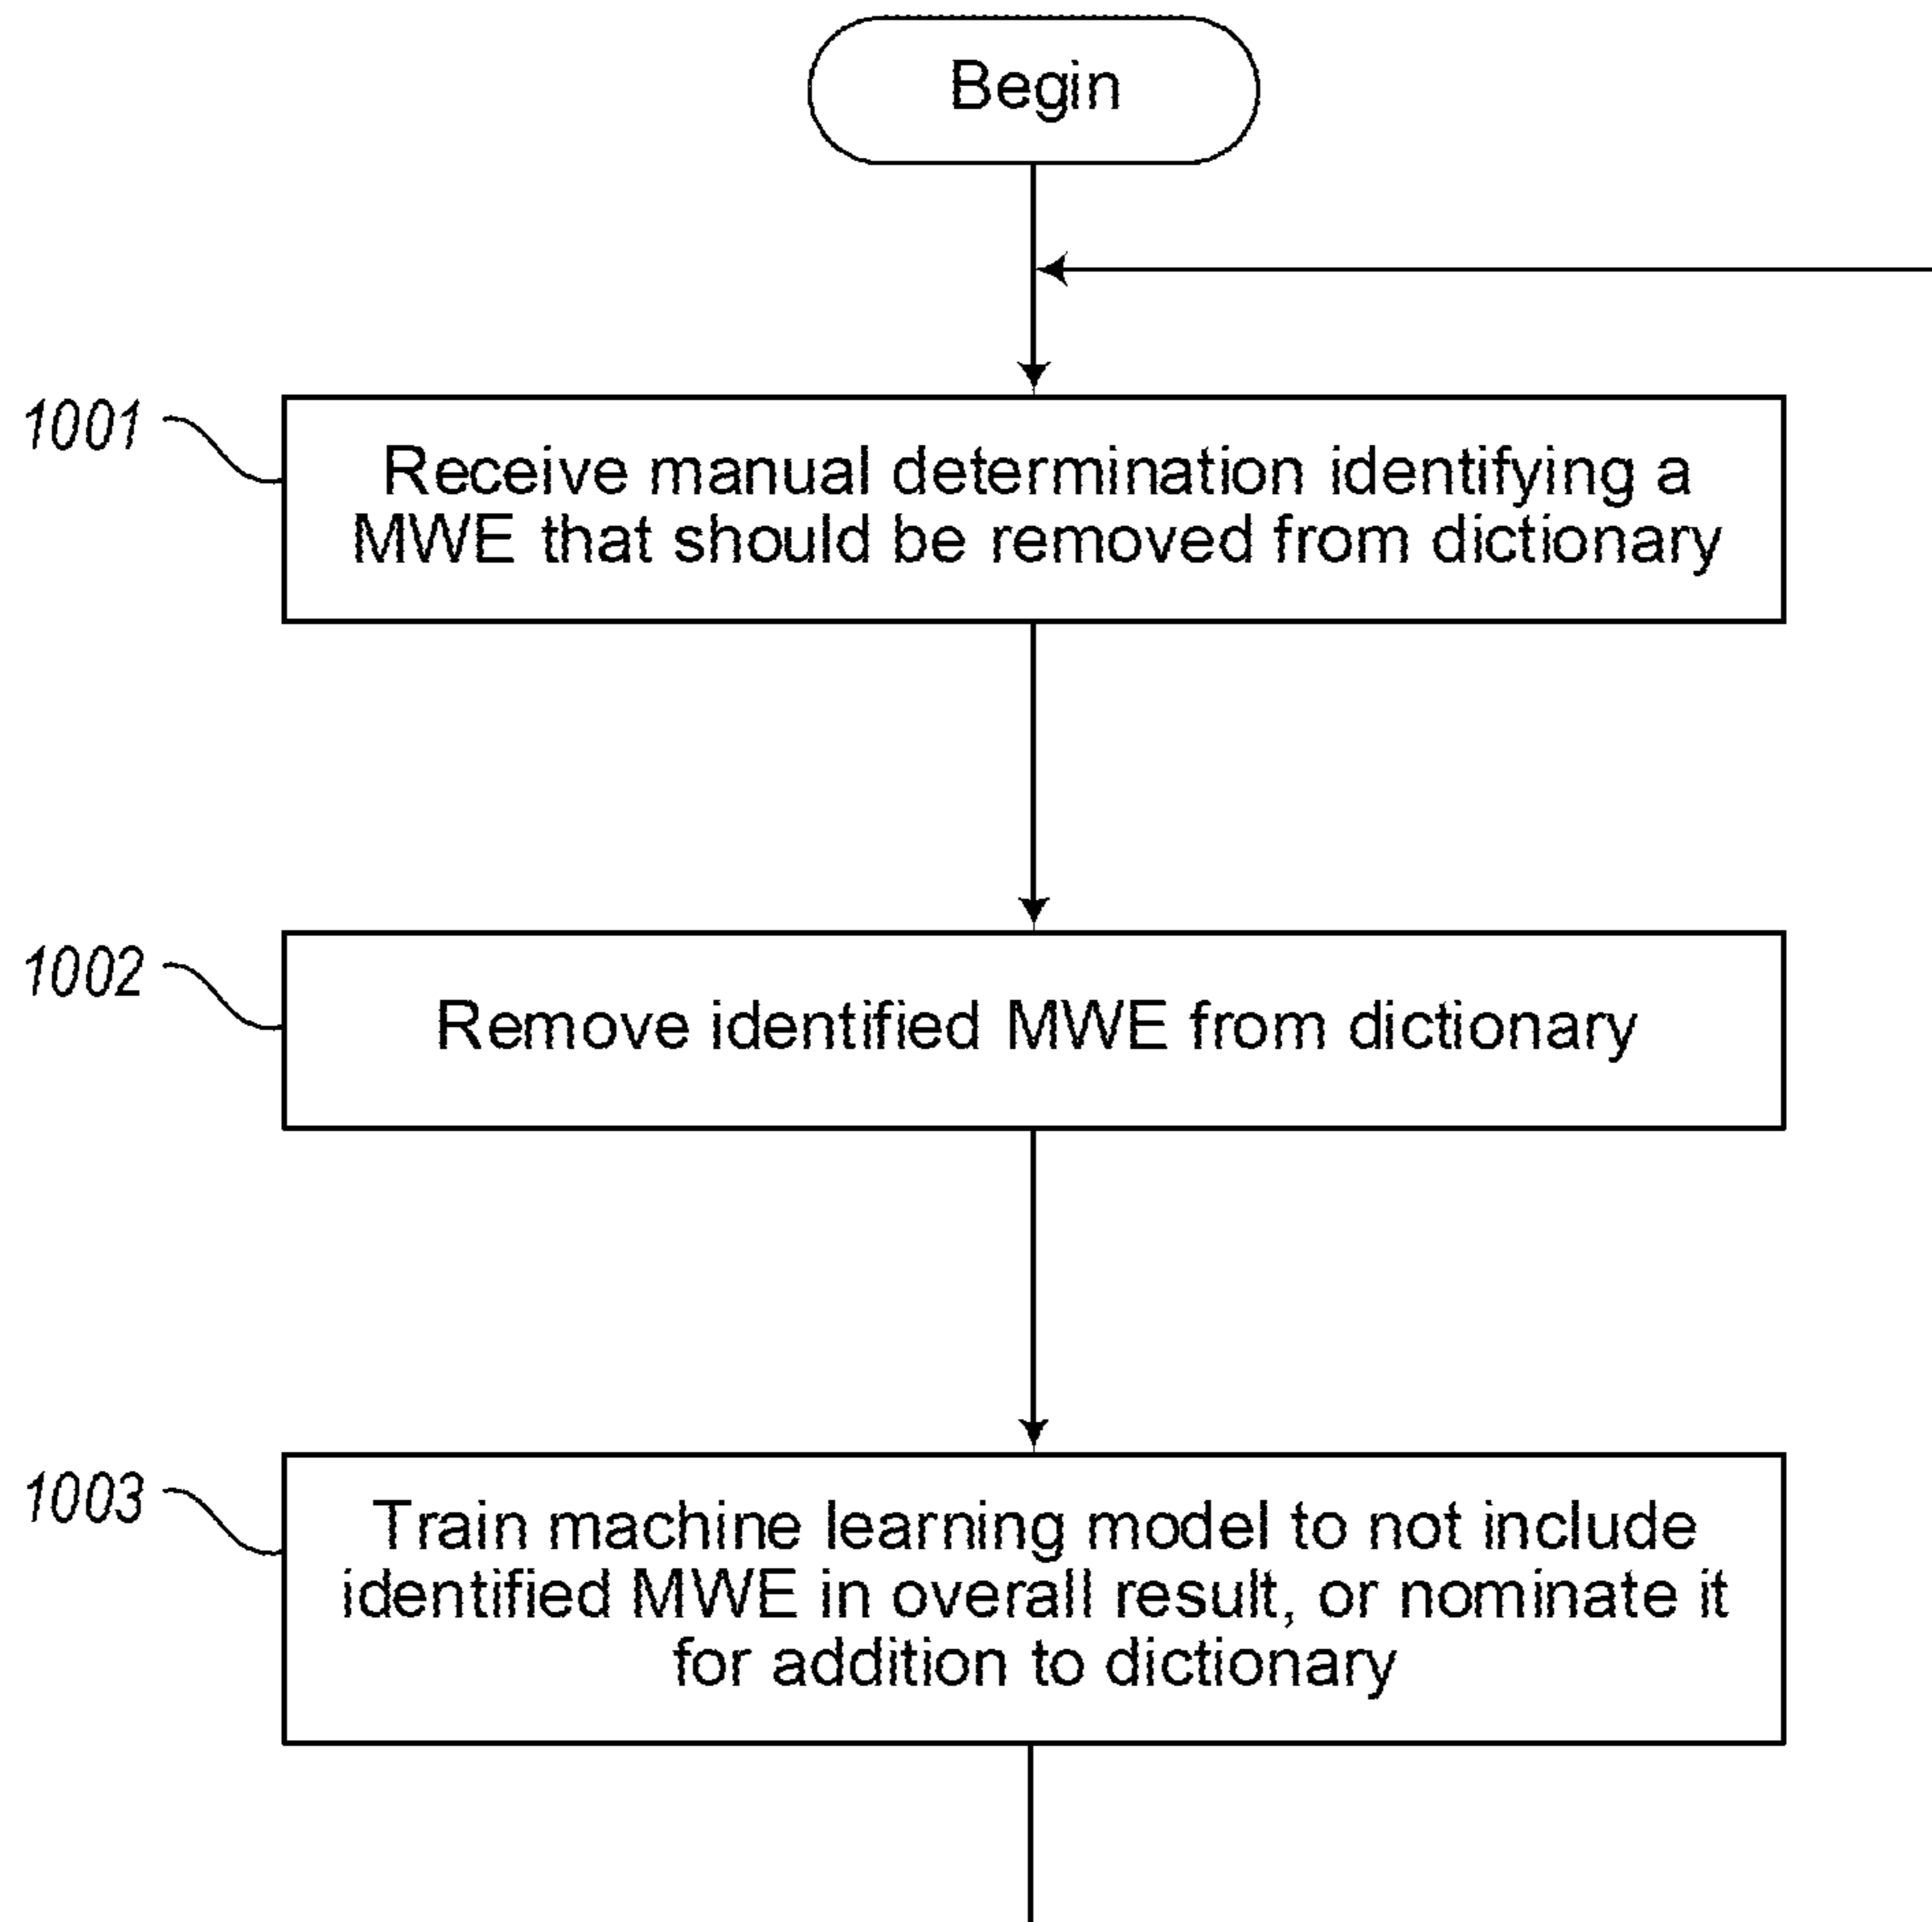 Begin
1001
Receive manual determination identifying a
MWE that should be removed from dictionary
1002
Remove identified MWE from dictionary
1003
Train machine learning model to not include
identified MWE in overall result, or nominate it
for addition to dictionary